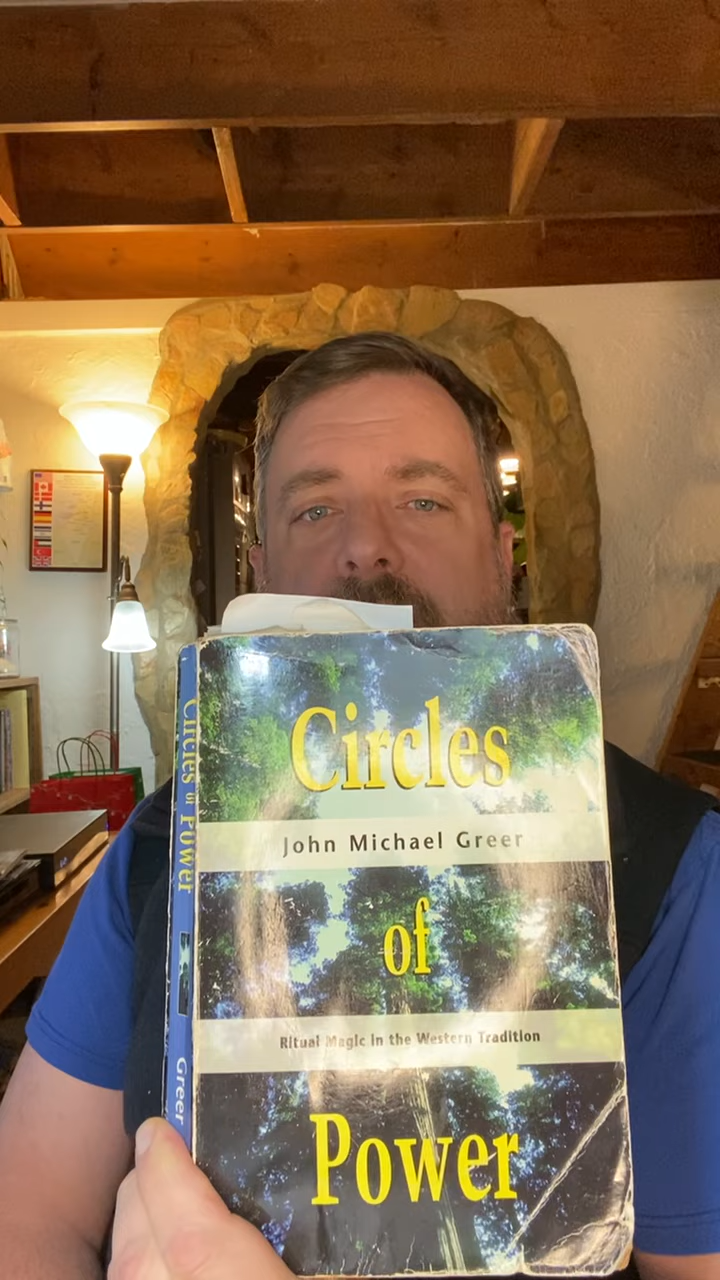 Circles
John Michael Greer
of
Ritual Magic in the Western Tradition
Power
Circles of Power
Greer